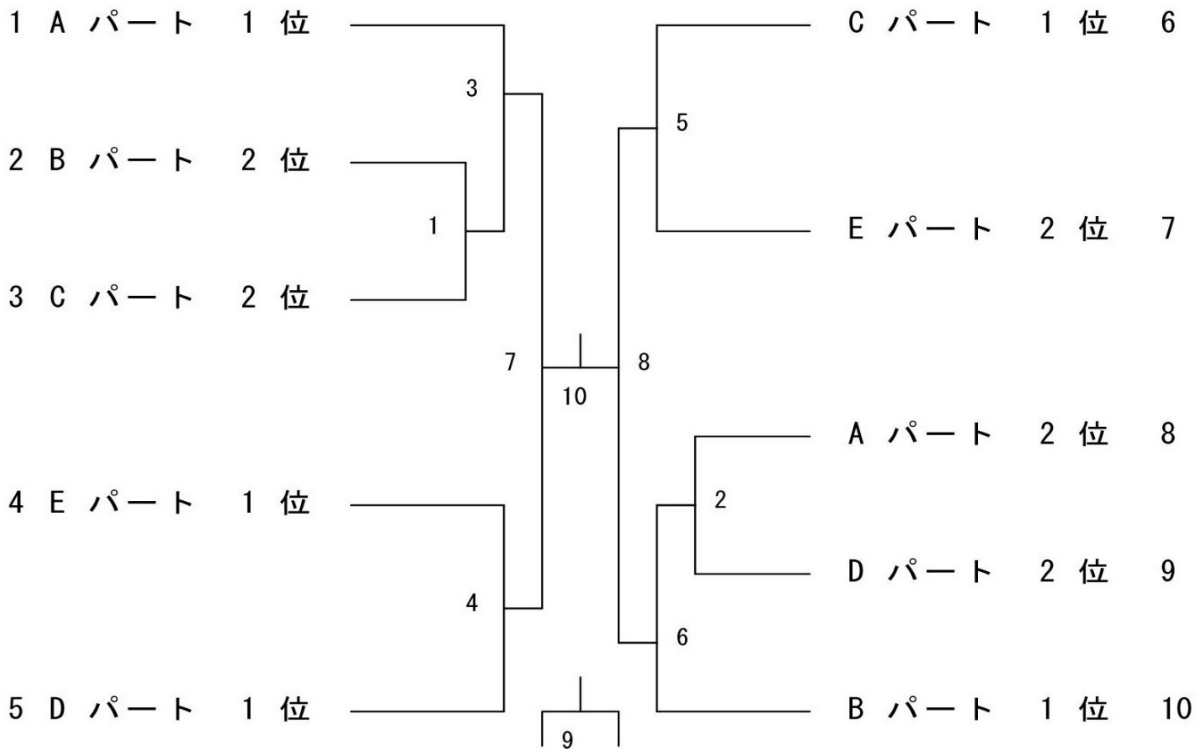 1 A パート 1 位
3
2 B パート 2 位
1
3 C パート 2 位
7
4 E パート 1 位
4
5 D パート 1 位
10
9
C パート 1 位 6
5
E パート 2 位 7
8
A パート 2 位 8
2
D パート 2 位 9
6
B パート 1 位 10